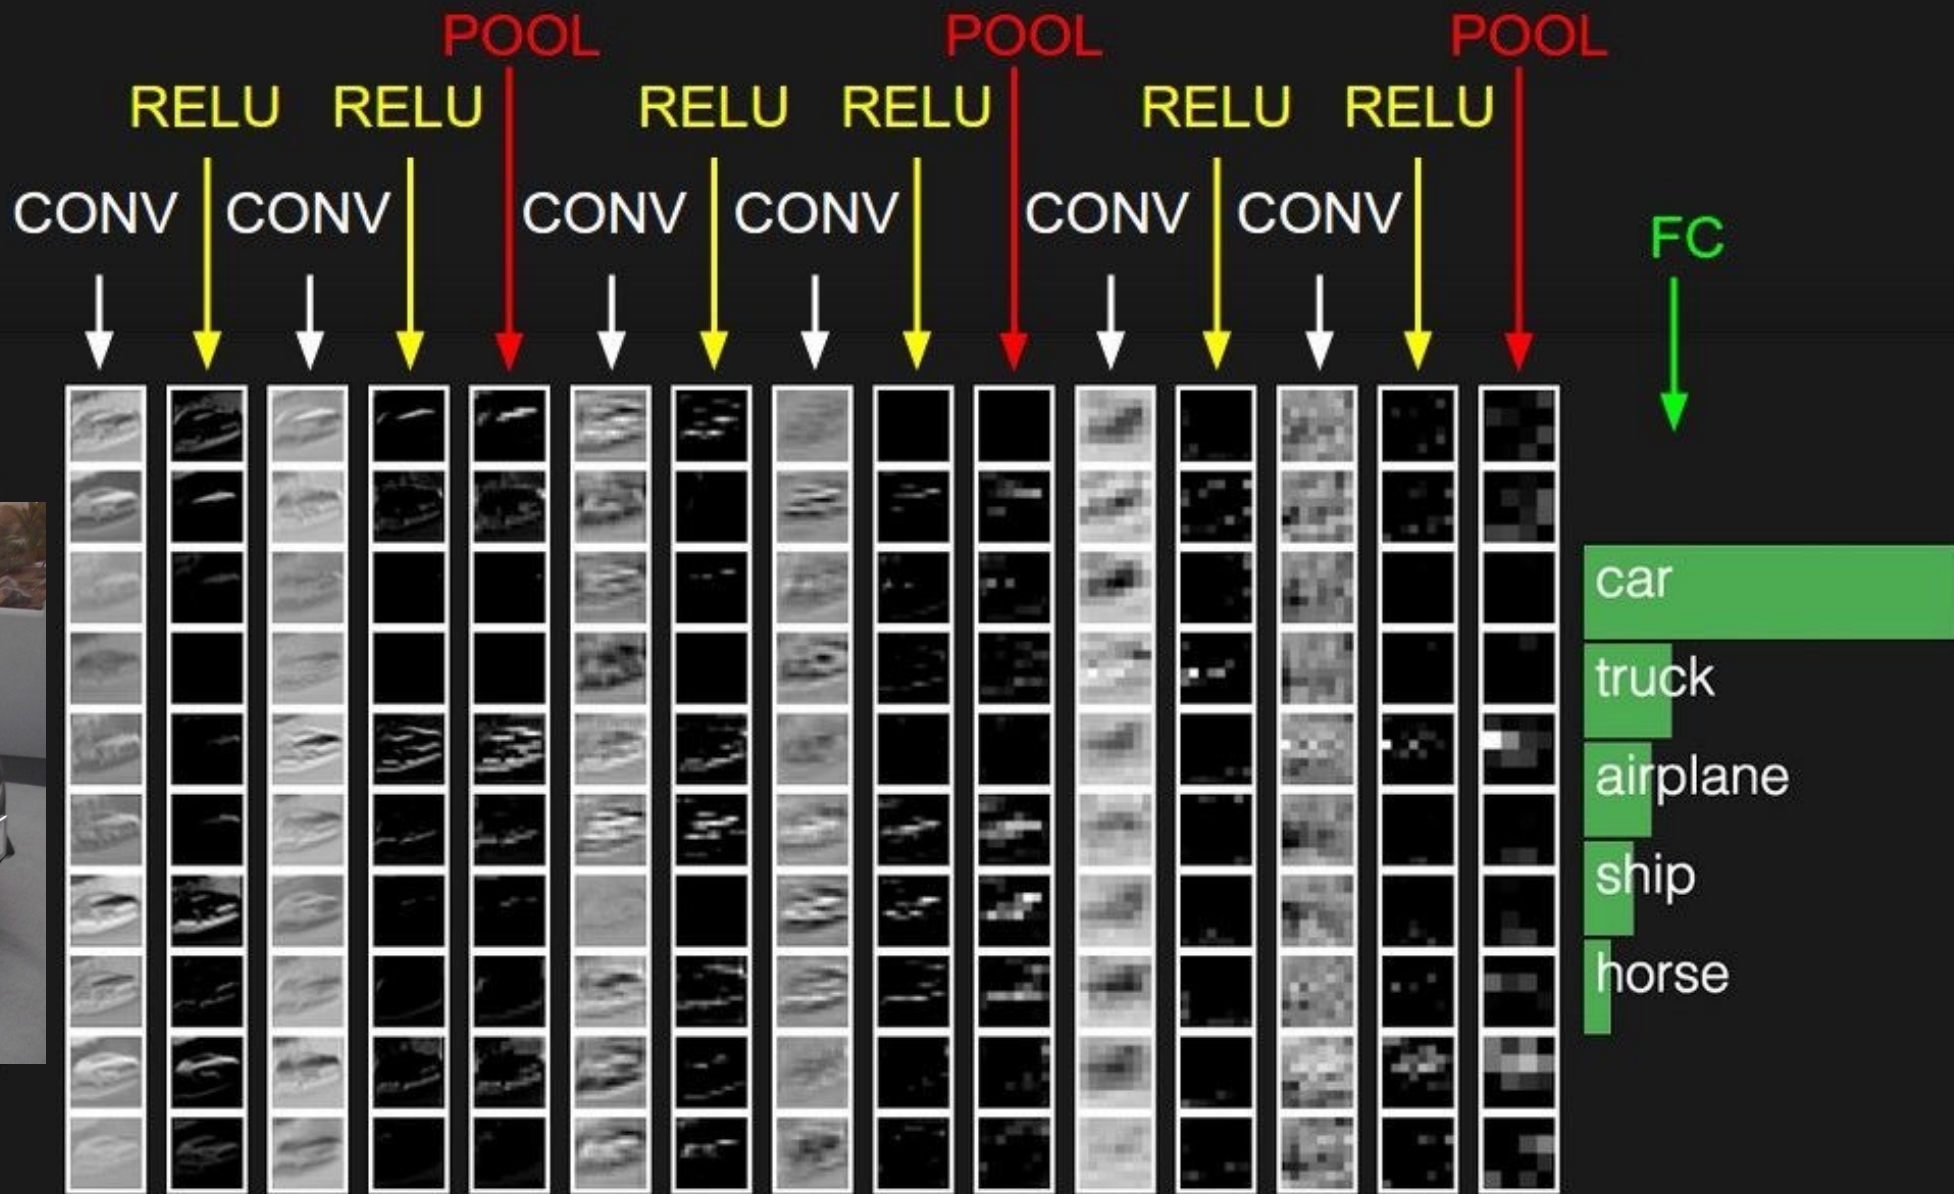 POOL POOL POOL
RELU RELU RELU RELU RELU RELU
CONV CONV CONV CONV CONV CONV
FC
car
truck
airplane
ship
horse